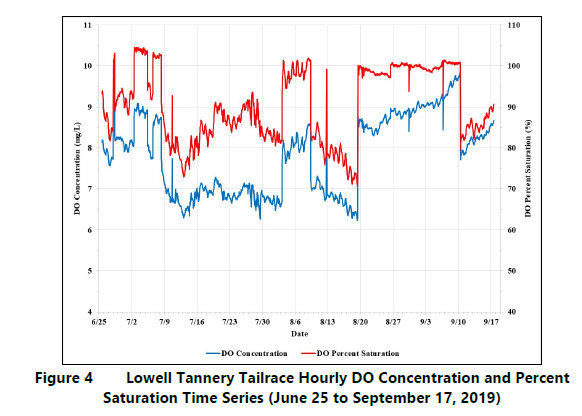 11
10
9
8
7
6
5
4
DO Concentration (mg/L)
110
100
90
80
70
60
50
40
DO Percent Saturation (%)
6/25 7/2 7/9 7/16 7/23 7/30 8/6 8/13 8/20 8/27 9/3 9/10 9/17
Date
DO Concentration DO Percent Saturation
Figure 4 Lowell Tannery Tailrace Hourly DO Concentration and Percent
Saturation Time Series (June 25 to September 17, 2019)